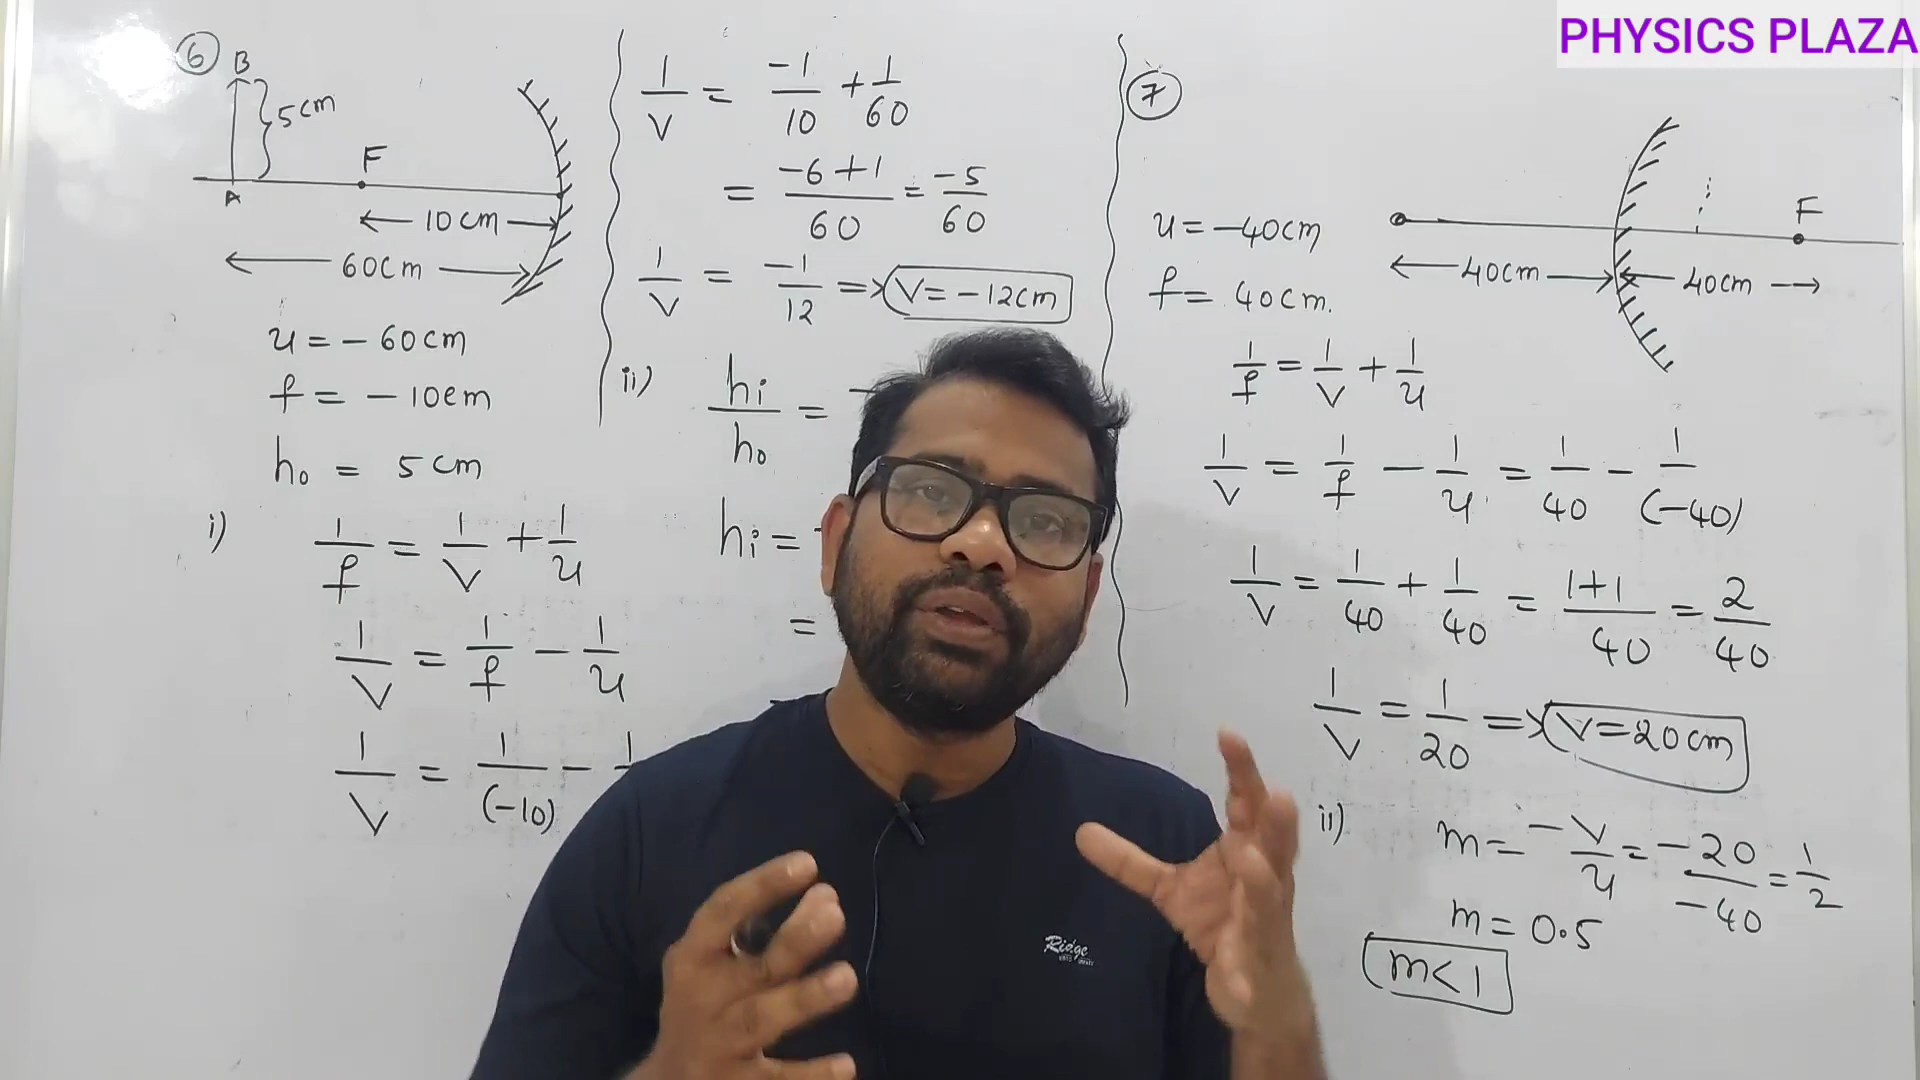 PHYSICS PLAZA
6
B
5cm
F
A
10cm
60cm
u = -60cm
f = -10cm
h₀ = 5cm
i) 1/f = 1/v + 1/u
1/v = 1/f - 1/u
1/v = 1/(-10) - 1
1/v = -1/10 + 1/60
= -6+1/60 = -5/60
1/v = -1/12 => v = -12cm
ii) hi/h₀ = -
hi = -
=
7
u = -40cm
f = 40cm.
F
40cm 40cm
1/f = 1/v + 1/u
1/v = 1/f - 1/u = 1/40 - 1/(-40)
1/v = 1/40 + 1/40 = 1+1/40 = 2/40
1/v = 1/20 => v=20cm
ii) m = -v/u = -20/-40 = 1/2
m = 0.5
m < 1
Ridge